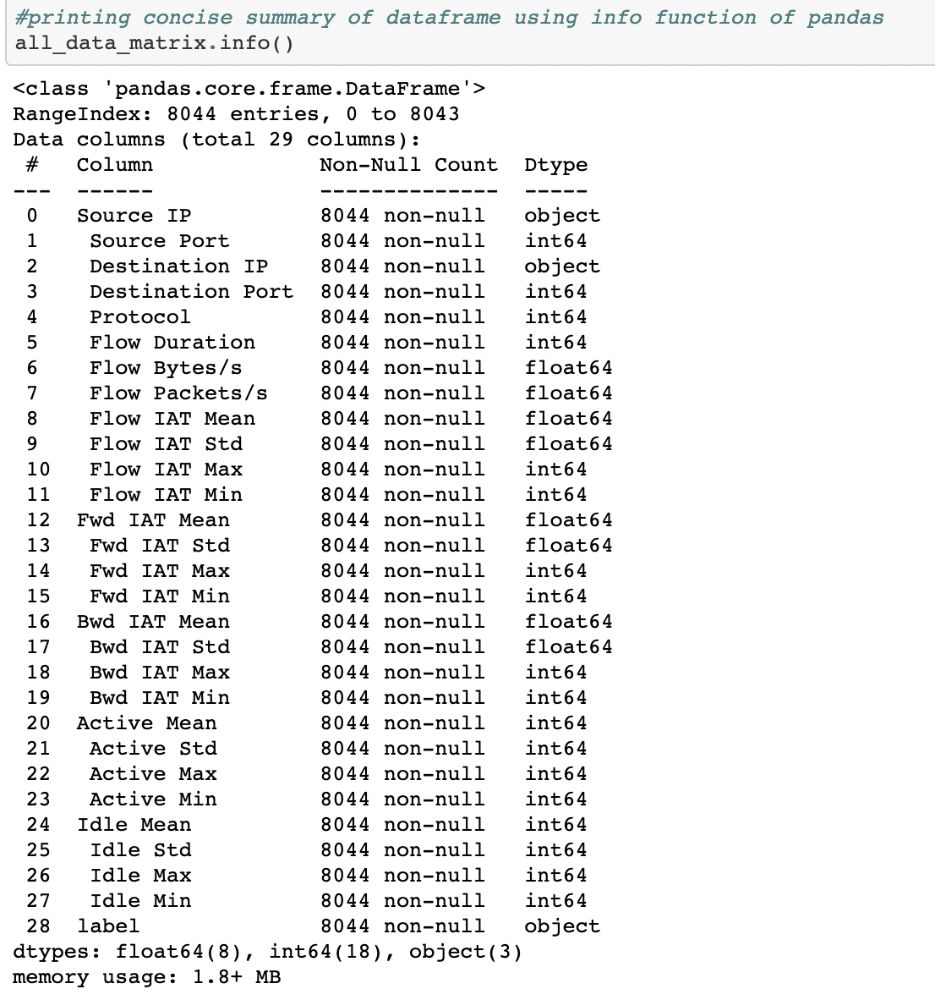 #printing concise summary of dataframe using info function of pandas
all_data_matrix.info()
<class 'pandas.core.frame.DataFrame'>
RangeIndex: 8044 entries, 0 to 8043
Data columns (total 29 columns):
 #   Column             Non-Null Count  Dtype
---  ------             --------------  -----
 0   Source IP          8044 non-null   object
 1    Source Port       8044 non-null   int64
 2    Destination IP    8044 non-null   object
 3    Destination Port  8044 non-null   int64
 4    Protocol          8044 non-null   int64
 5    Flow Duration     8044 non-null   int64
 6    Flow Bytes/s      8044 non-null   float64
 7    Flow Packets/s    8044 non-null   float64
 8    Flow IAT Mean     8044 non-null   float64
 9    Flow IAT Std      8044 non-null   float64
 10   Flow IAT Max      8044 non-null   int64
 11   Flow IAT Min      8044 non-null   int64
 12  Fwd IAT Mean       8044 non-null   float64
 13   Fwd IAT Std       8044 non-null   float64
 14   Fwd IAT Max       8044 non-null   int64
 15   Fwd IAT Min       8044 non-null   int64
 16  Bwd IAT Mean       8044 non-null   float64
 17   Bwd IAT Std       8044 non-null   float64
 18   Bwd IAT Max       8044 non-null   int64
 19   Bwd IAT Min       8044 non-null   int64
 20  Active Mean        8044 non-null   int64
 21   Active Std        8044 non-null   int64
 22   Active Max        8044 non-null   int64
 23   Active Min        8044 non-null   int64
 24  Idle Mean          8044 non-null   int64
 25   Idle Std          8044 non-null   int64
 26   Idle Max          8044 non-null   int64
 27   Idle Min          8044 non-null   int64
 28  label              8044 non-null   object
dtypes: float64(8), int64(18), object(3)
memory usage: 1.8+ MB